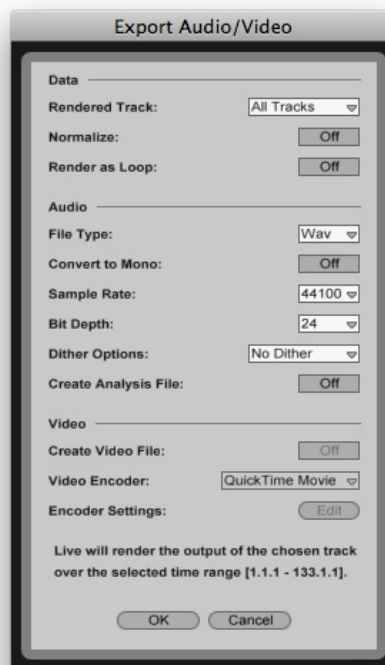 Export Audio/Video
Data
Rendered Track: All Tracks
Normalize: Off
Render as Loop: Off
Audio
File Type: Wav
Convert to Mono: Off
Sample Rate: 44100
Bit Depth: 24
Dither Options: No Dither
Create Analysis File: Off
Video
Create Video File: Off
Video Encoder: QuickTime Movie
Encoder Settings: Edit
Live will render the output of the chosen track
over the selected time range [1.1.1 - 133.1.1].
OK Cancel